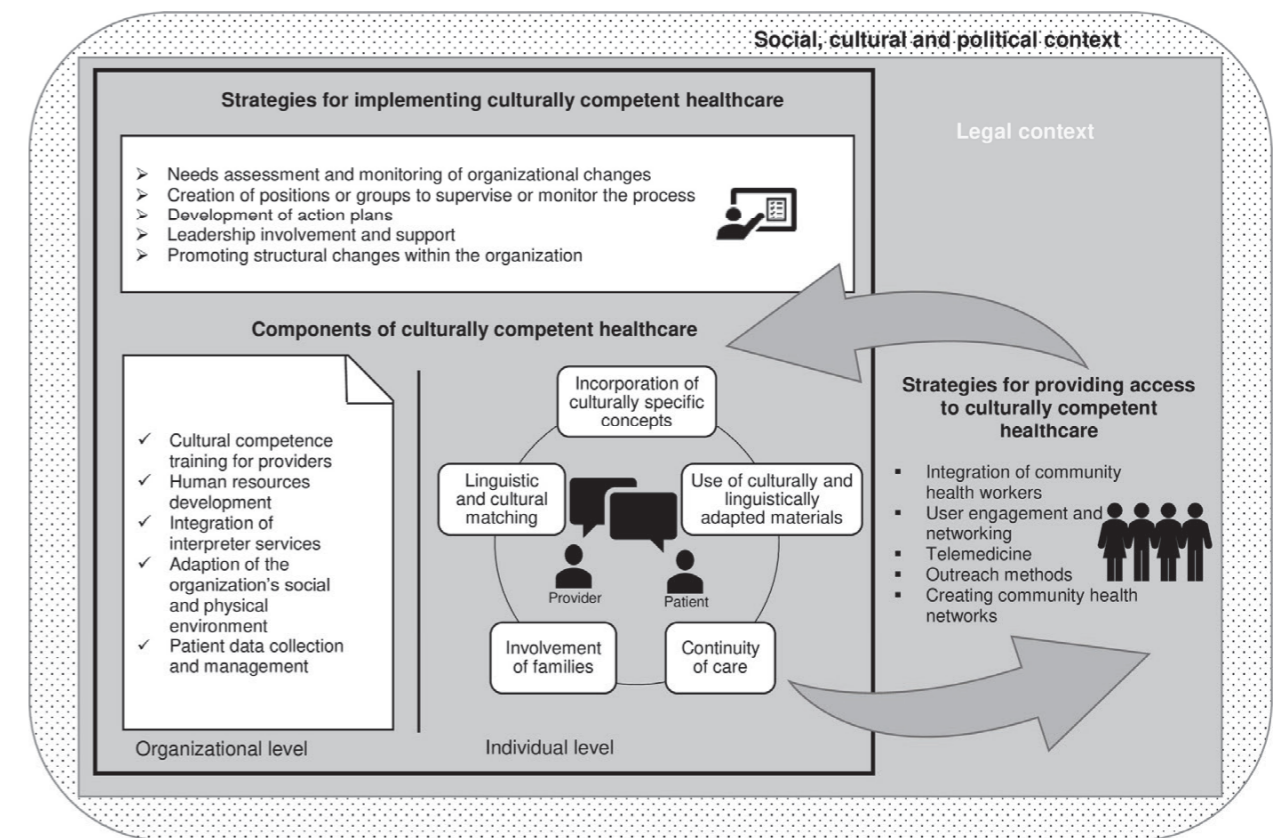 Social, cultural and political context
Strategies for implementing culturally competent healthcare
Legal context
Needs assessment and monitoring of organizational changes
Creation of positions or groups to supervise or monitor the process
Development of action plans
Leadership involvement and support
Promoting structural changes within the organization
Components of culturally competent healthcare
Cultural competence
training for providers
Human resources
development
Integration of
interpreter services
Adaption of the
organization's social
and physical
environment
Patient data collection
and management
Organizational level
Incorporation of
culturally specific
concepts
Linguistic
and cultural
matching
Use of culturally and
linguistically
adapted materials
Provider
Patient
Involvement
of families
Continuity
of care
Individual level
Strategies for providing access
to culturally competent
healthcare
Integration of community
health workers
User engagement and
networking
Telemedicine
Outreach methods
Creating community health
networks